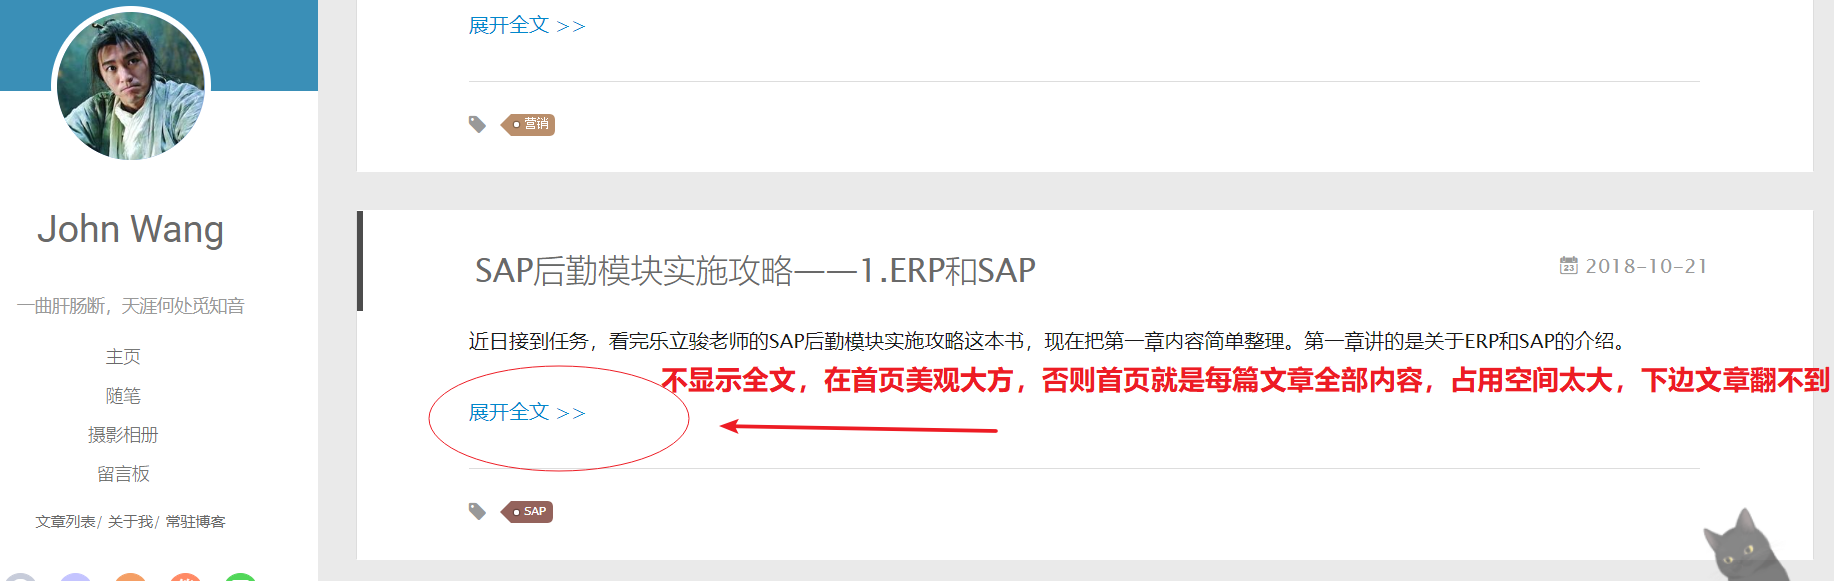 John Wang
一曲肝肠断，天涯何处觅知音
主页
随笔
摄影相册
留言板
文章列表/ 关于我/ 常驻博客
展开全文 >>
营销
SAP后勤模块实施攻略——1.ERP和SAP
23
2018-10-21
近日接到任务，看完乐立骏老师的SAP后勤模块实施攻略这本书，现在把第一章内容简单整理。第一章讲的是关于ERP和SAP的介绍。
不显示全文，在首页美观大方，否则首页就是每篇文章全部内容，占用空间太大，下边文章翻不到
展开全文 >>
SAP